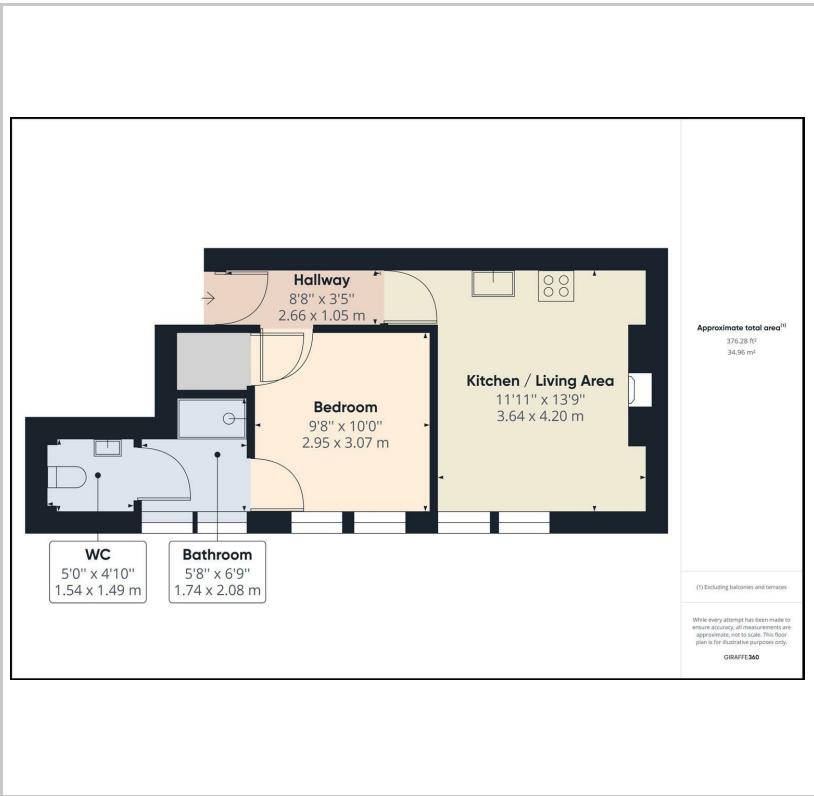 Hallway
8'8'' x 3'5''
2.66 x 1.05 m
Kitchen / Living Area
11'11'' x 13'9''
3.64 x 4.20 m
Bedroom
9'8'' x 10'0''
2.95 x 3.07 m
WC
5'0'' x 4'10''
1.54 x 1.49 m
Bathroom
5'8'' x 6'9''
1.74 x 2.08 m
Approximate total area(1)
376.28 ft²
34.96 m²
(1) Excluding balconies and terraces
While every attempt has been made to
ensure accuracy, all measurements are
approximate, not to scale. This floor
plan is for illustrative purposes only.
GIRAFFE360